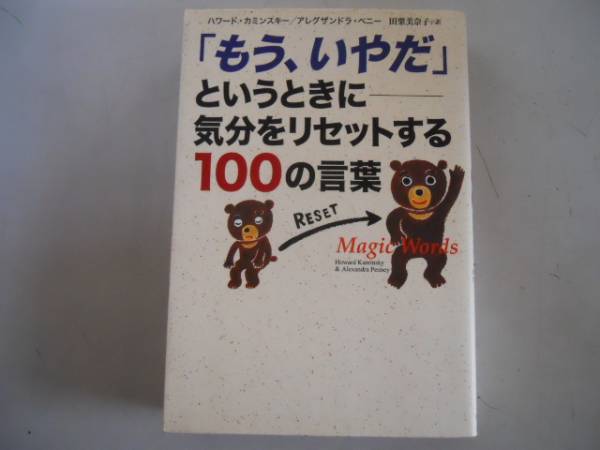 ハワード・カミンスキー／アレグザンドラ・ペニー 田栗美奈子◎訳
「もう、いやだ」
というときに
気分をリセットする
100の言葉
RESET
Magic Words
Howard Kaminsky
& Alexandra Penney